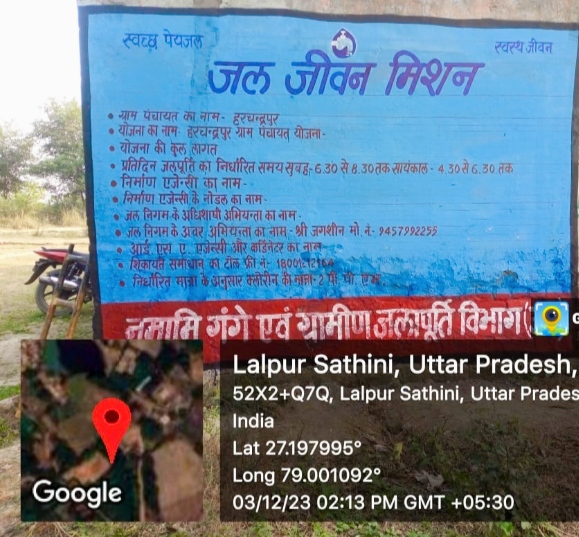 स्वच्छ पेयजल
स्वस्थ जीवन
जल जीवन मिशन
• ग्राम पंचायत का नाम- हरचन्द्रपुर
• योजना का नाम- हरचन्द्रपुर ग्राम पंचायत योजना-
• योजना की कुल लागत
• प्रतिदिन जलपूर्ति का निर्धारित समय सुबह-6.30 से 8.30 तक सायंकाल - 4.30 से 6.30 तक
• निर्माण एजेन्सी का नाम-
• निर्माण एजेन्सी के नोडल का नाम-
• जल निगम के अधिशाषी अभियन्ता का नाम-
• जल निगम के अवर अभियन्ता का नाम- श्री जगशीन मो. नं.- 9457992255
• आई एस ए. एजेन्सी और कोर्डिनेटर का नाम-
• शिकायत समाधान का टोल फ्री नं.- 18001212164
• निर्धारित मात्रा के अनुसार क्लोरीन की मात्रा-2 पी पी एम
नमामि गंगे एवं ग्रामीण जलापूर्ति विभाग (
G
Lalpur Sathini, Uttar Pradesh,
52X2+Q7Q, Lalpur Sathini, Uttar Prades
India
Lat 27.197995°
Long 79.001092°
03/12/23 02:13 PM GMT +05:30
Google